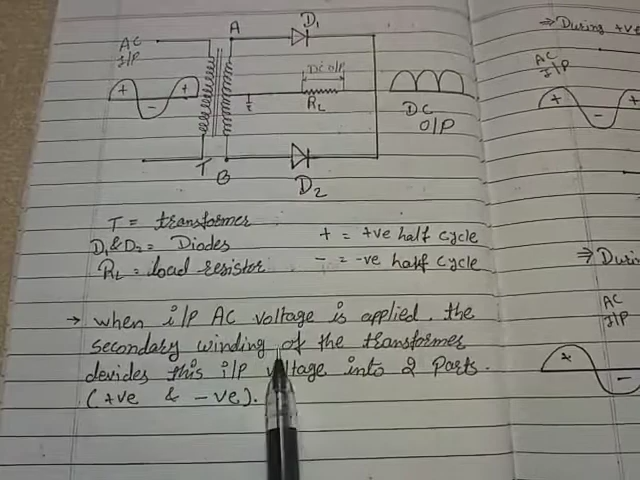 AC
I/P
A
D₁
+
-
+
DC O/P
RL
DC
O/P
T
B
D₂
T = transformer
D₁ & D₂ = Diodes
RL = load resistor
+ = +ve half cycle
- = -ve half cycle
→ when i/p AC voltage is applied. the
secondary winding of the transformer
devides this i/p voltage into 2 Parts.
(+ve & -ve).
⇒ During +ve
AC
I/P
+
-
+
⇒ Durin
AC
I/P
+
-